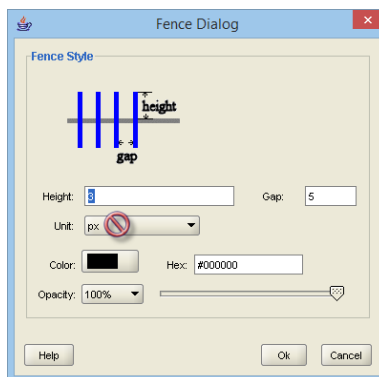 Fence Dialog
Fence Style
height
gap
Height: 3 Gap: 5
Unit: px
Color: Hex: #000000
Opacity: 100%
Help Ok Cancel